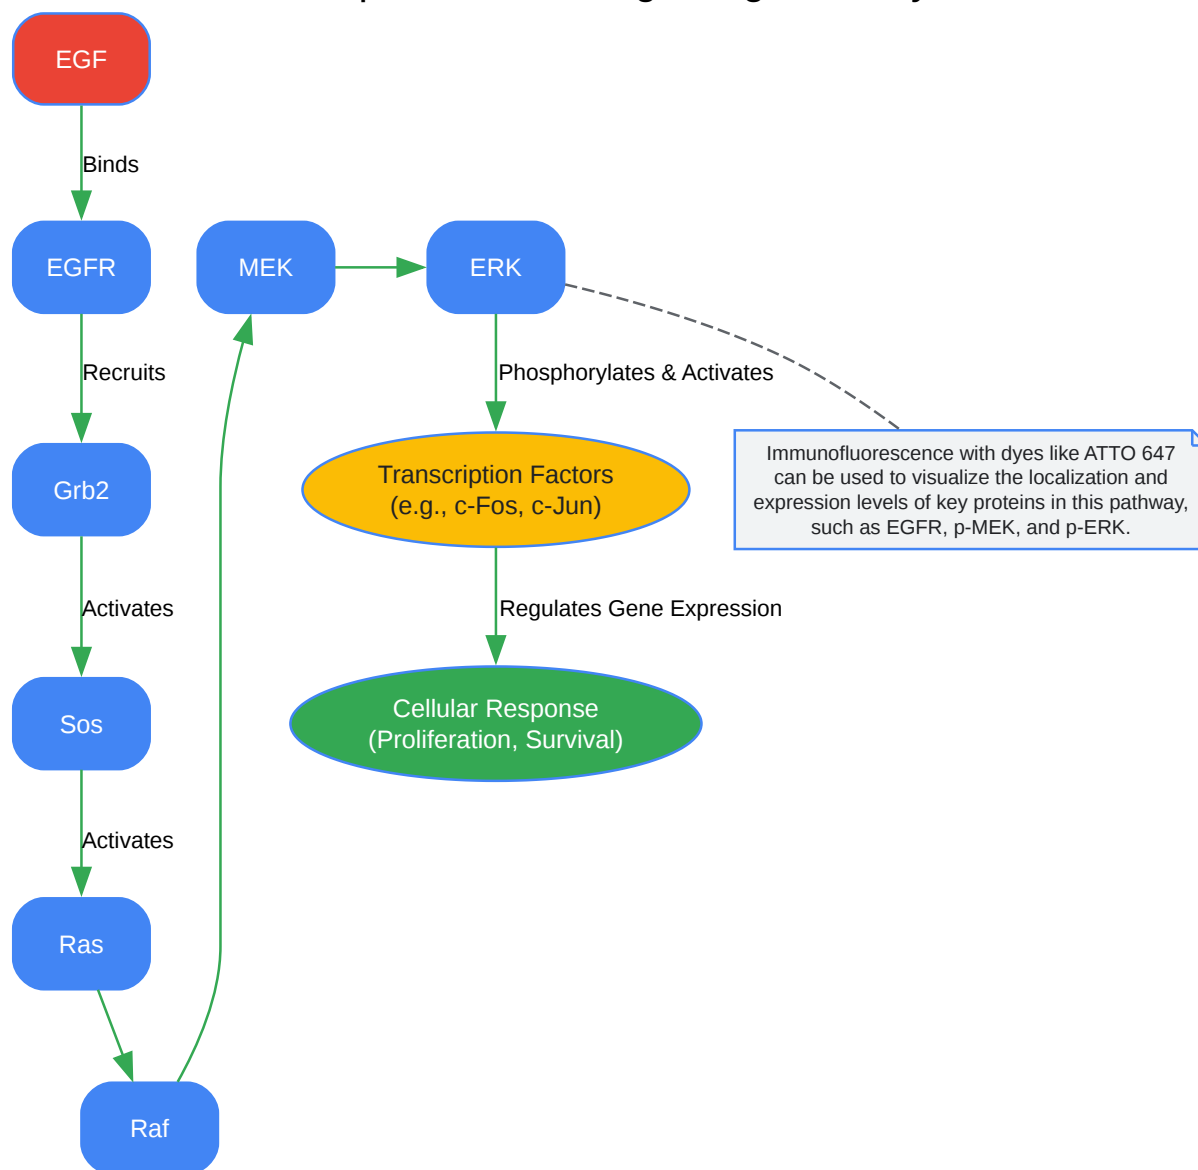 EGF
Binds
EGFR
MEK
ERK
Recruits
Phosphorylates & Activates
Grb2
Transcription Factors
(e.g., c-Fos, c-Jun)
Immunofluorescence with dyes like ATTO 647
can be used to visualize the localization and
expression levels of key proteins in this pathway,
such as EGFR, p-MEK, and p-ERK.
Activates
Regulates Gene Expression
Sos
Cellular Response
(Proliferation, Survival)
Activates
Ras
Raf